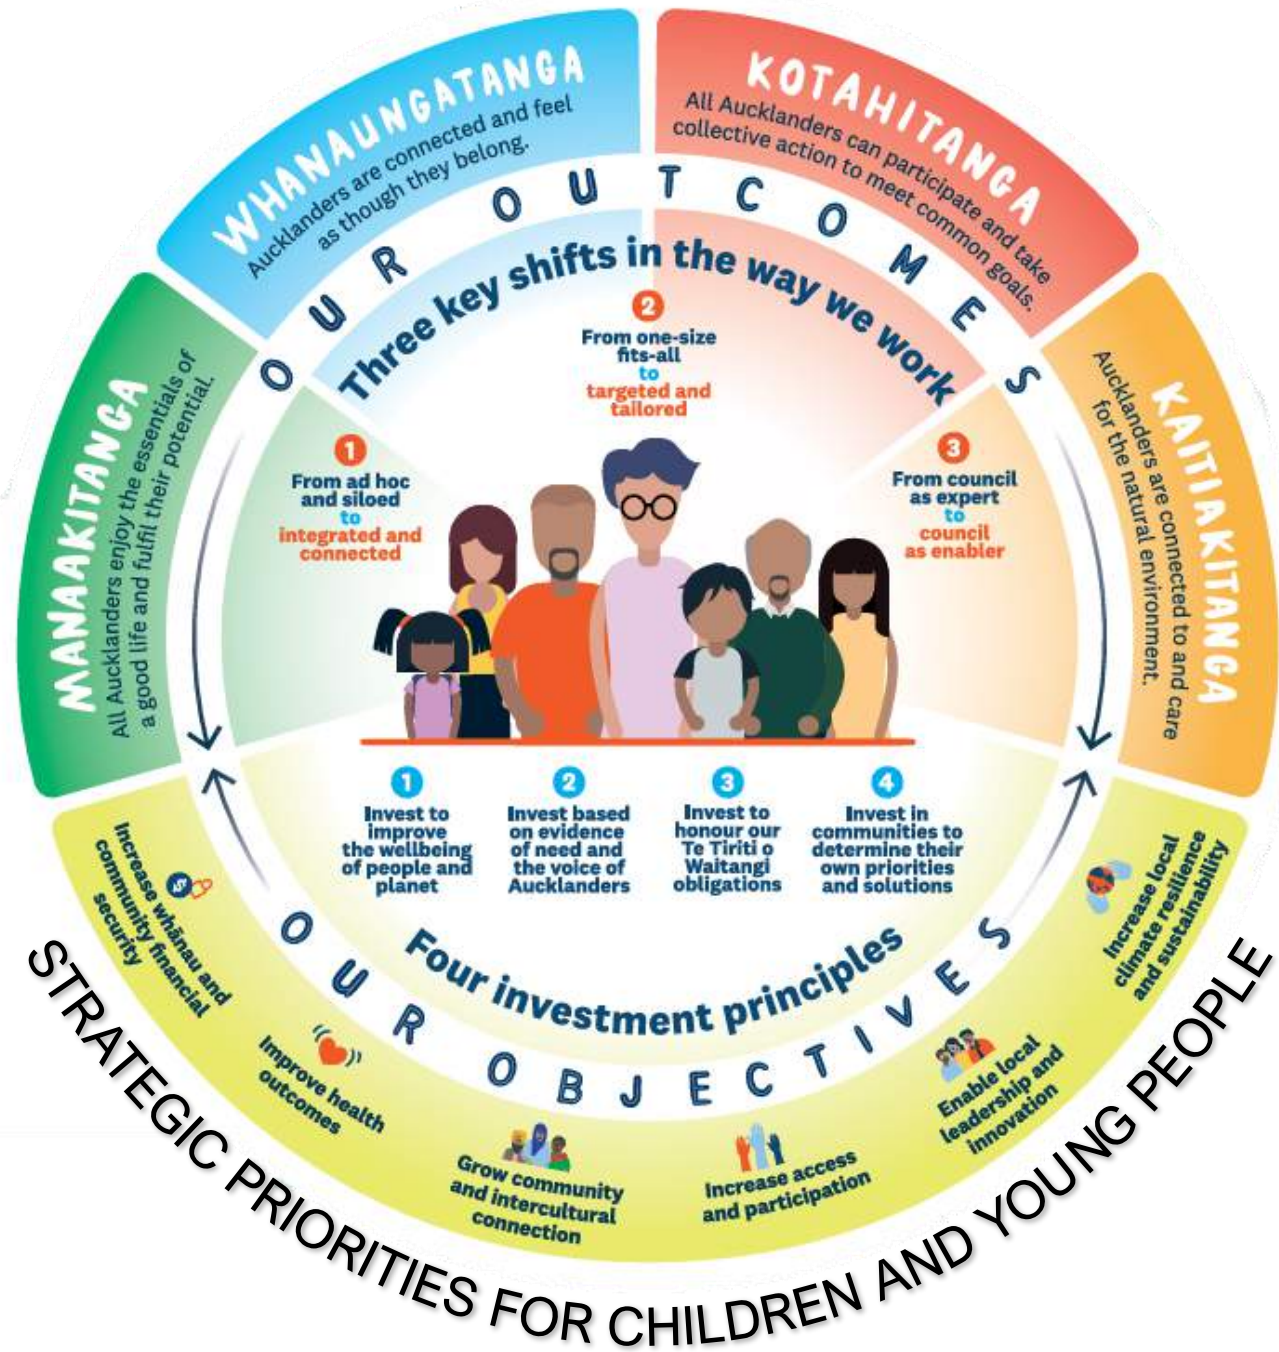 MANAAKITANGA
All Aucklanders enjoy the essentials of
a good life and fulfil their potential.
WHANAUNGATANGA
Aucklanders are connected and feel
as though they belong.
KOTAHITANGA
All Aucklanders can participate and take
collective action to meet common goals.
KAITIAKITANGA
Aucklanders are connected to and care
for the natural environment.
OUR OUTCOMES
Three key shifts in the way we work
1
From ad hoc
and siloed
to
integrated and
connected
2
From one-size
fits-all
to
targeted and
tailored
3
From council
as expert
to
council
as enabler
1
Invest to
improve
the wellbeing
of people and
planet
2
Invest based
on evidence
of need and
the voice of
Aucklanders
3
Invest to
honour our
Te Tiriti o
Waitangi
obligations
4
Invest in
communities to
determine their
own priorities
and solutions
Four investment principles
OUR OBJECTIVES
Increase whānau and
community financial
security
Improve health
outcomes
Grow community
and intercultural
connection
Increase access
and participation
Enable local
leadership and
innovation
Increase local
climate resilience
and sustainability
STRATEGIC PRIORITIES FOR CHILDREN AND YOUNG PEOPLE